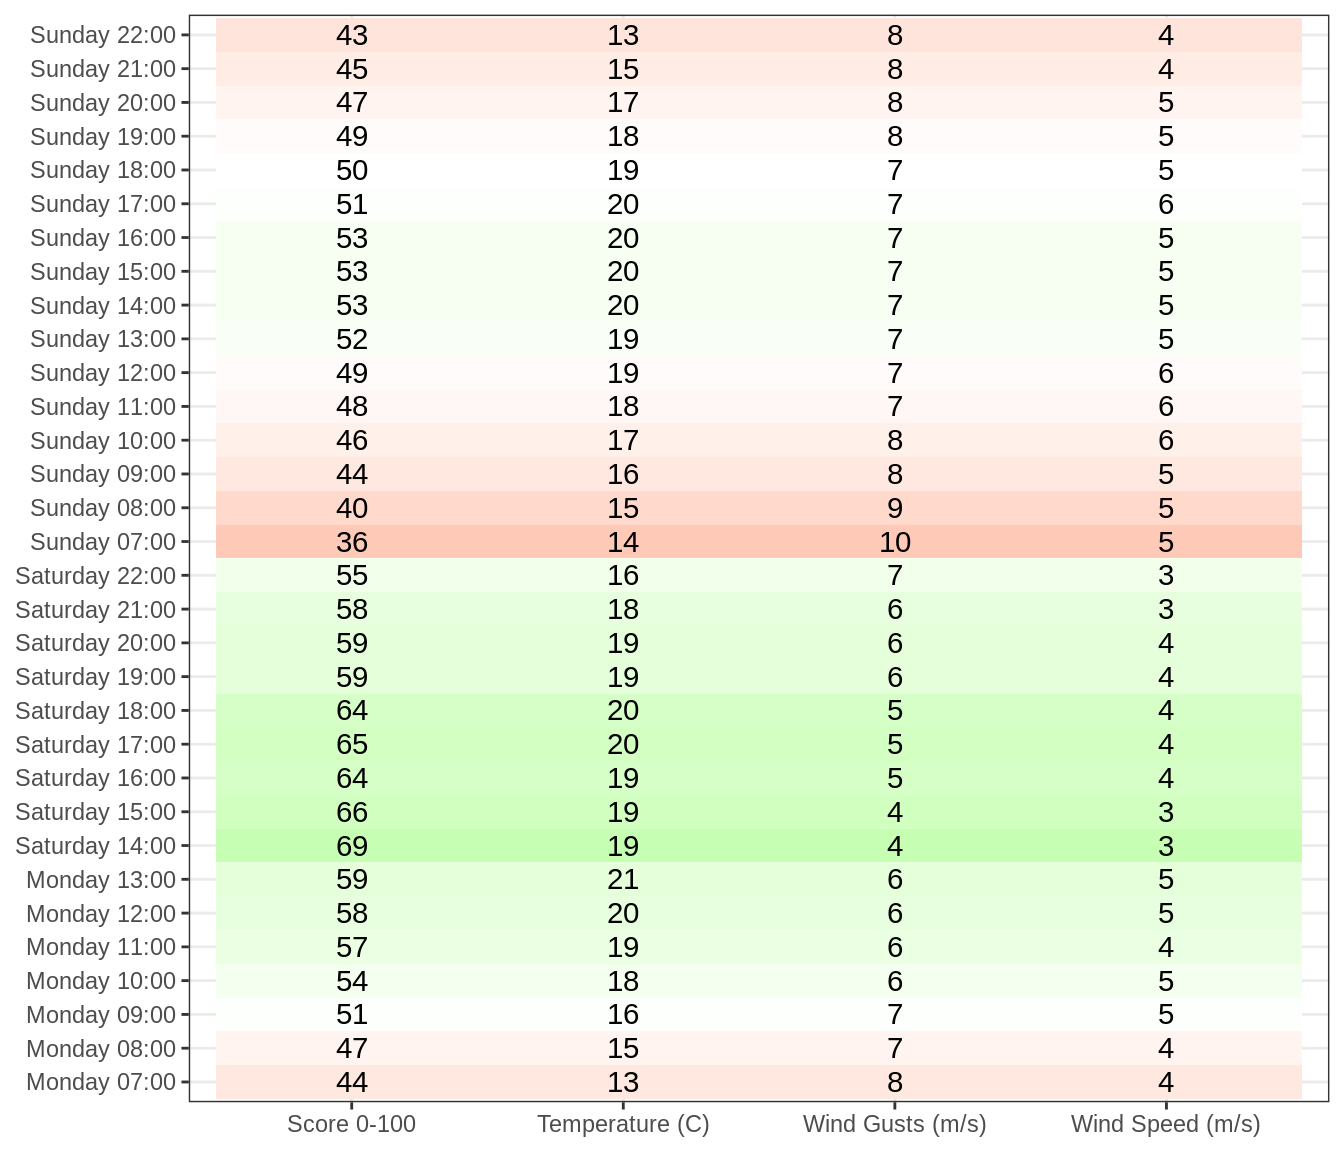 Sunday 22:00 43 13 8 4
Sunday 21:00 45 15 8 4
Sunday 20:00 47 17 8 5
Sunday 19:00 49 18 8 5
Sunday 18:00 50 19 7 5
Sunday 17:00 51 20 7 6
Sunday 16:00 53 20 7 5
Sunday 15:00 53 20 7 5
Sunday 14:00 53 20 7 5
Sunday 13:00 52 19 7 5
Sunday 12:00 49 19 7 6
Sunday 11:00 48 18 7 6
Sunday 10:00 46 17 8 6
Sunday 09:00 44 16 8 5
Sunday 08:00 40 15 9 5
Sunday 07:00 36 14 10 5
Saturday 22:00 55 16 7 3
Saturday 21:00 58 18 6 3
Saturday 20:00 59 19 6 4
Saturday 19:00 59 19 6 4
Saturday 18:00 64 20 5 4
Saturday 17:00 65 20 5 4
Saturday 16:00 64 19 5 4
Saturday 15:00 66 19 4 3
Saturday 14:00 69 19 4 3
Monday 13:00 59 21 6 5
Monday 12:00 58 20 6 5
Monday 11:00 57 19 6 4
Monday 10:00 54 18 6 5
Monday 09:00 51 16 7 5
Monday 08:00 47 15 7 4
Monday 07:00 44 13 8 4
Score 0-100 Temperature (C) Wind Gusts (m/s) Wind Speed (m/s)